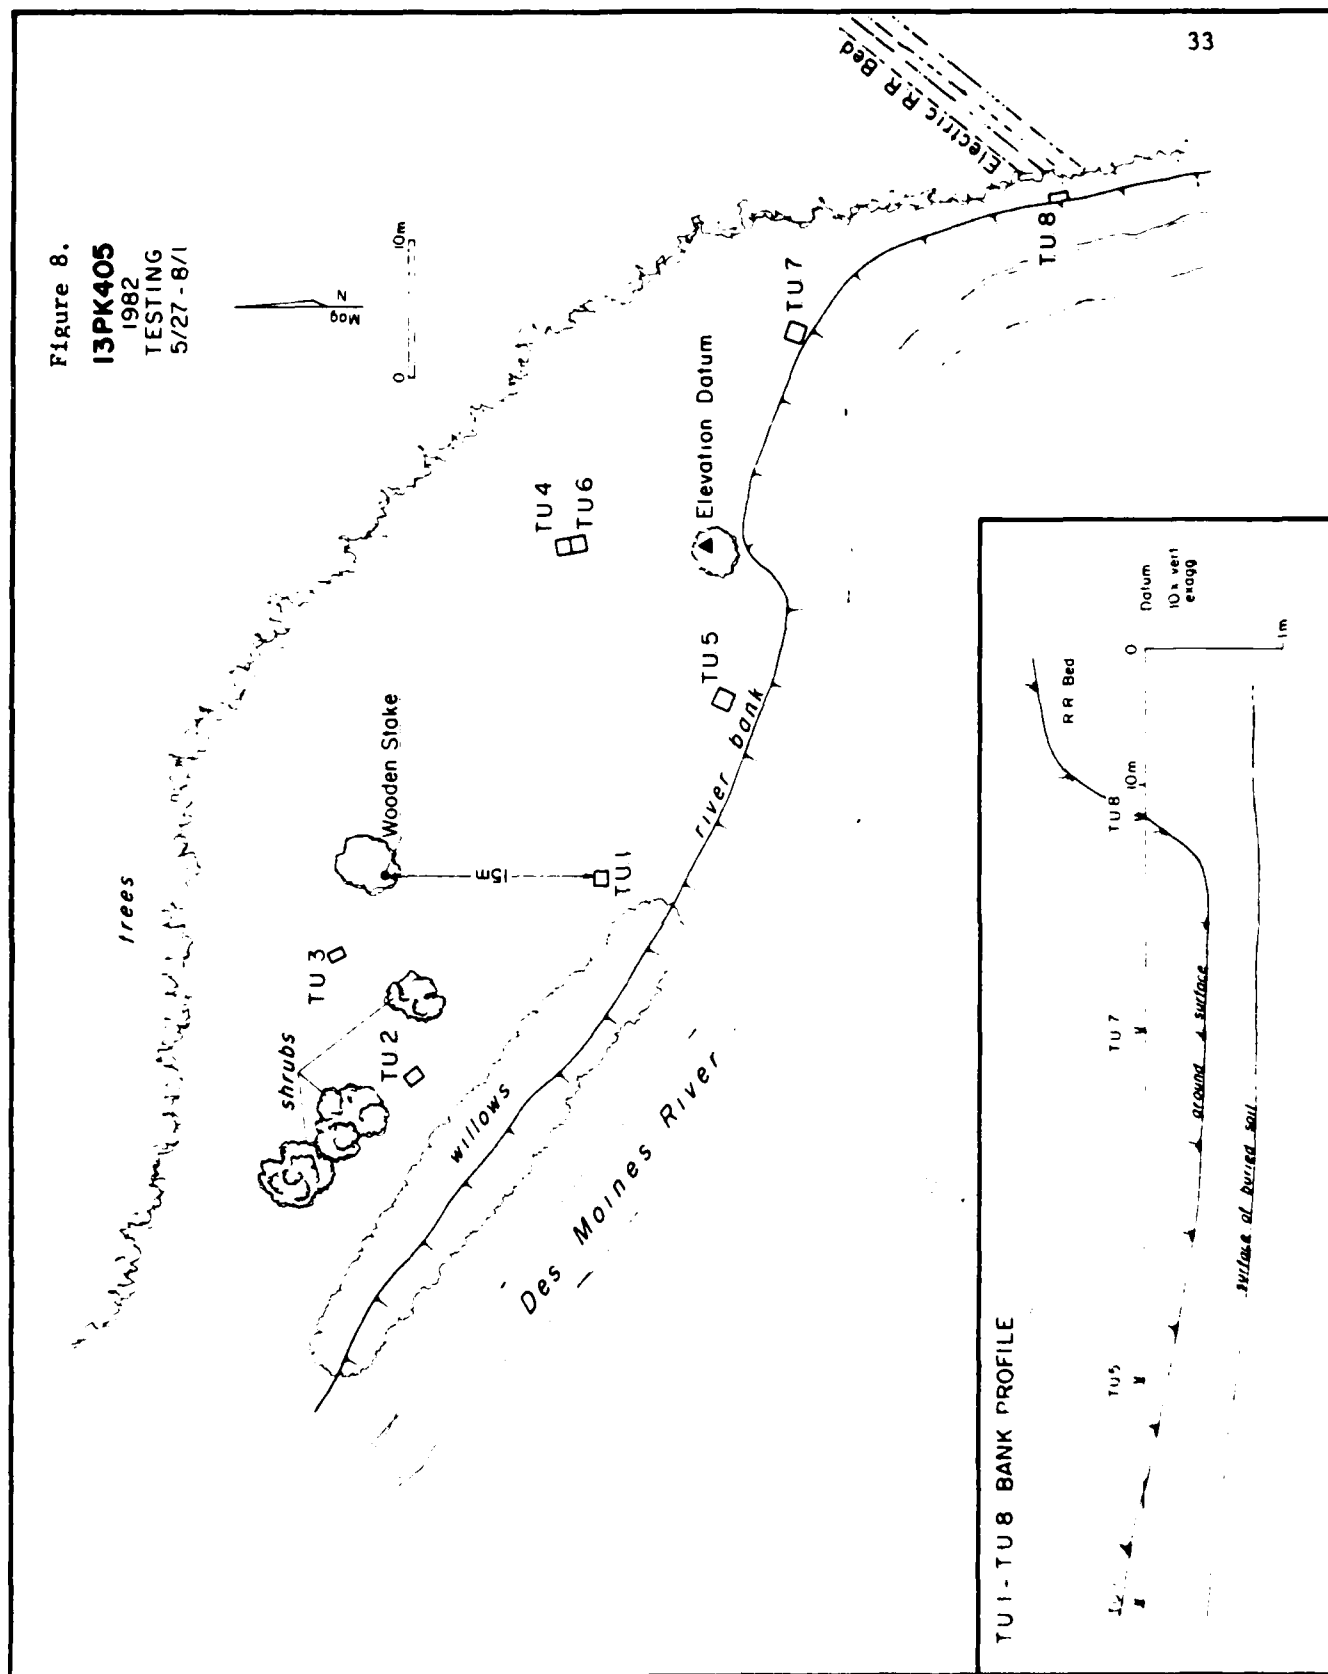 33
Figure 8.
13PK405
1982
TESTING
5/27-8/1
Mag
N
0
10m
Electric R.R. Bed
trees
Wooden Stake
15m
TU 1
TU 3
shrubs
TU 2
TU 4
TU 6
Elevation Datum
TU 7
TU 8
TU 5
river bank
willows
Des Moines River
TU 1 - TU 8 BANK PROFILE
TU5
TU 7
TU 8
10m
0
Datum
10x vert
exagg
1m
R R Bed
ground surface
surface of buried soil